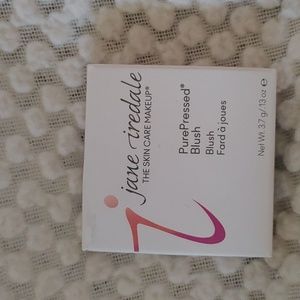 jane iredale
THE SKIN CARE MAKEUP®
PurePressed®
Blush
Blush
Fard à joues
Net Wt. 3.7 g/.13 oz ℮